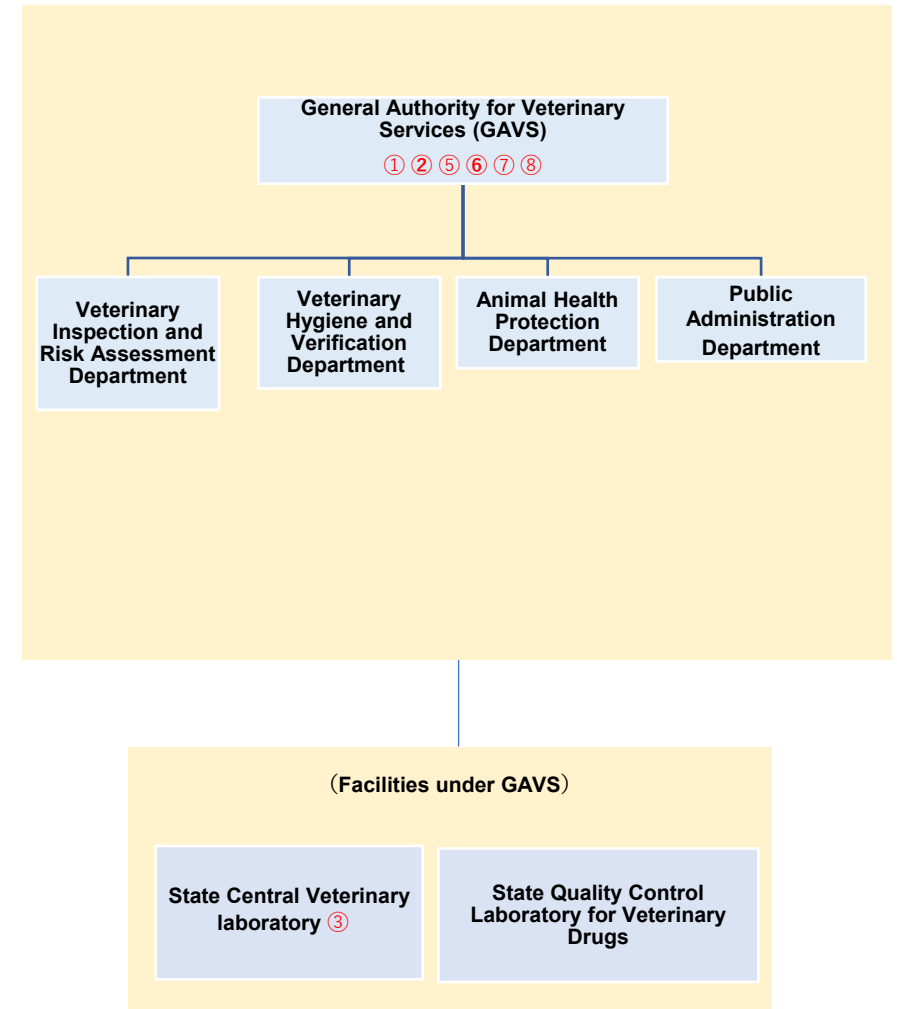 General Authority for Veterinary
Services (GAVS)
①②⑤⑥⑦⑧
Veterinary
Inspection and
Risk Assessment
Department
Veterinary
Hygiene and
Verification
Department
Animal Health
Protection
Department
Public
Administration
Department
（Facilities under GAVS）
State Central Veterinary
laboratory ③
State Quality Control
Laboratory for Veterinary
Drugs